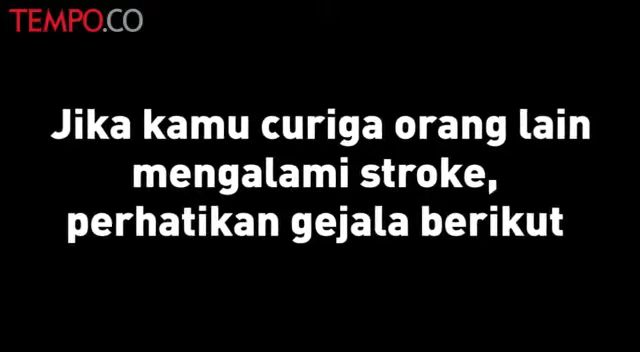 TEMPO.CO
Jika kamu curiga orang lain
mengalami stroke,
perhatikan gejala berikut